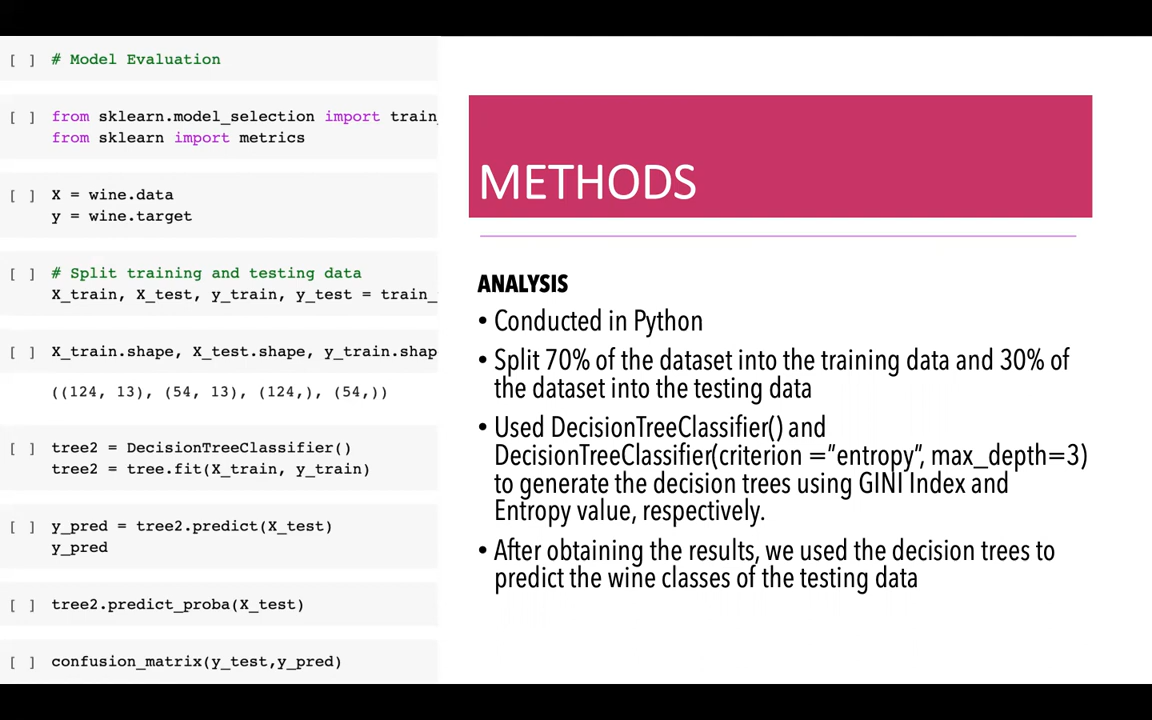 [ ] # Model Evaluation
[ ] from sklearn.model_selection import train_
from sklearn import metrics
[ ] X = wine.data
y = wine.target
[ ] # Split training and testing data
X_train, X_test, y_train, y_test = train_
[ ] X_train.shape, X_test.shape, y_train.shap
((124, 13), (54, 13), (124,), (54,))
[ ] tree2 = DecisionTreeClassifier()
tree2 = tree.fit(X_train, y_train)
[ ] y_pred = tree2.predict(X_test)
y_pred
[ ] tree2.predict_proba(X_test)
[ ] confusion_matrix(y_test,y_pred)
METHODS
ANALYSIS
• Conducted in Python
• Split 70% of the dataset into the training data and 30% of
the dataset into the testing data
• Used DecisionTreeClassifier() and
DecisionTreeClassifier(criterion ="entropy", max_depth=3)
to generate the decision trees using GINI Index and
Entropy value, respectively.
• After obtaining the results, we used the decision trees to
predict the wine classes of the testing data